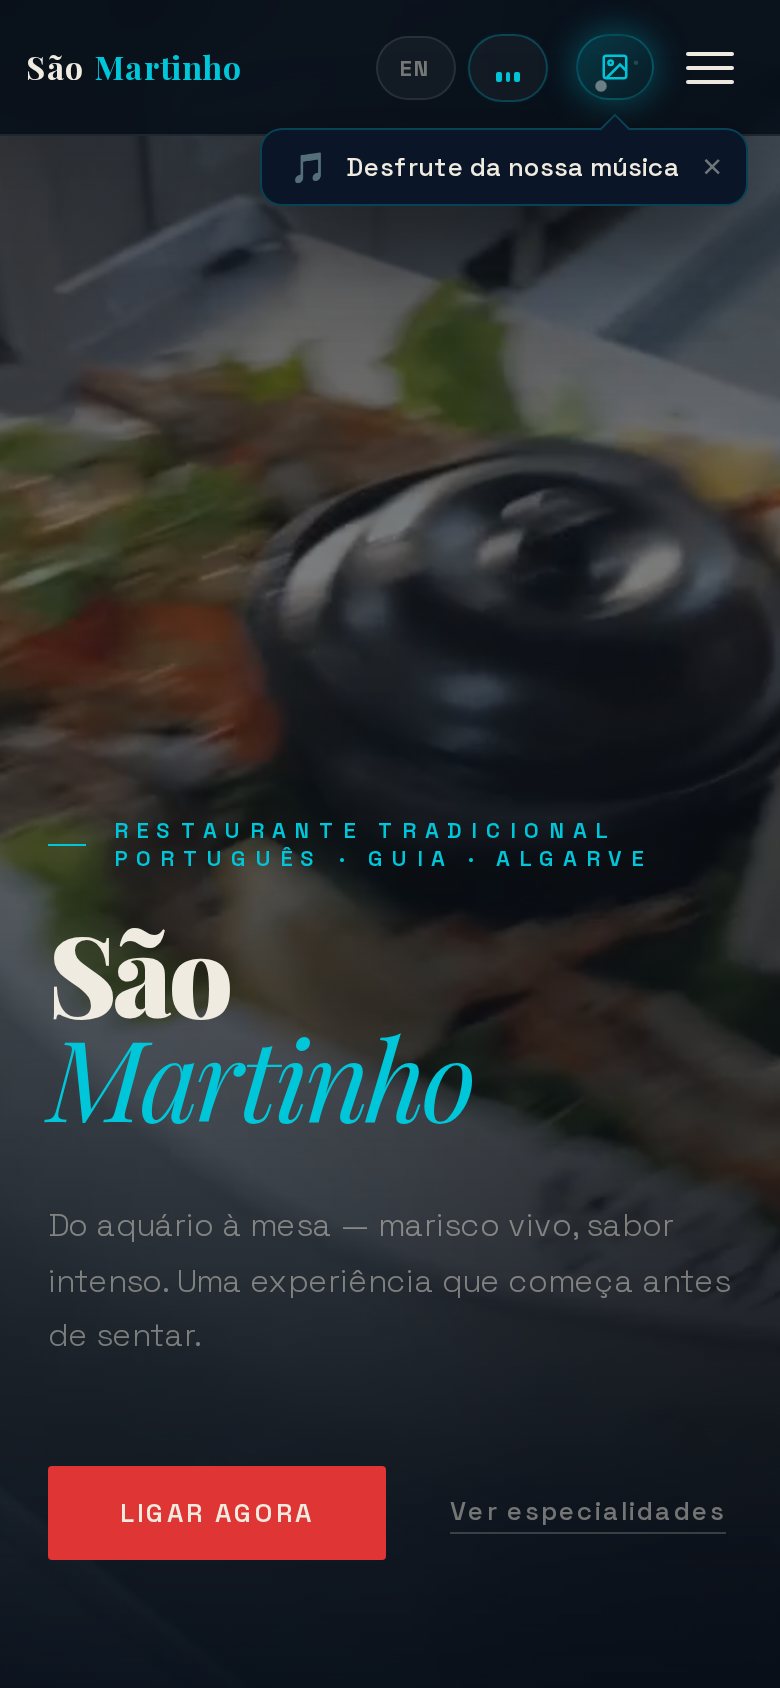 São Martinho
EN
Desfrute da nossa música
RESTAURANTE TRADICIONAL
PORTUGUÊS · GUIA · ALGARVE
São
Martinho
Do aquário à mesa — marisco vivo, sabor
intenso. Uma experiência que começa antes
de sentar.
LIGAR AGORA
Ver especialidades